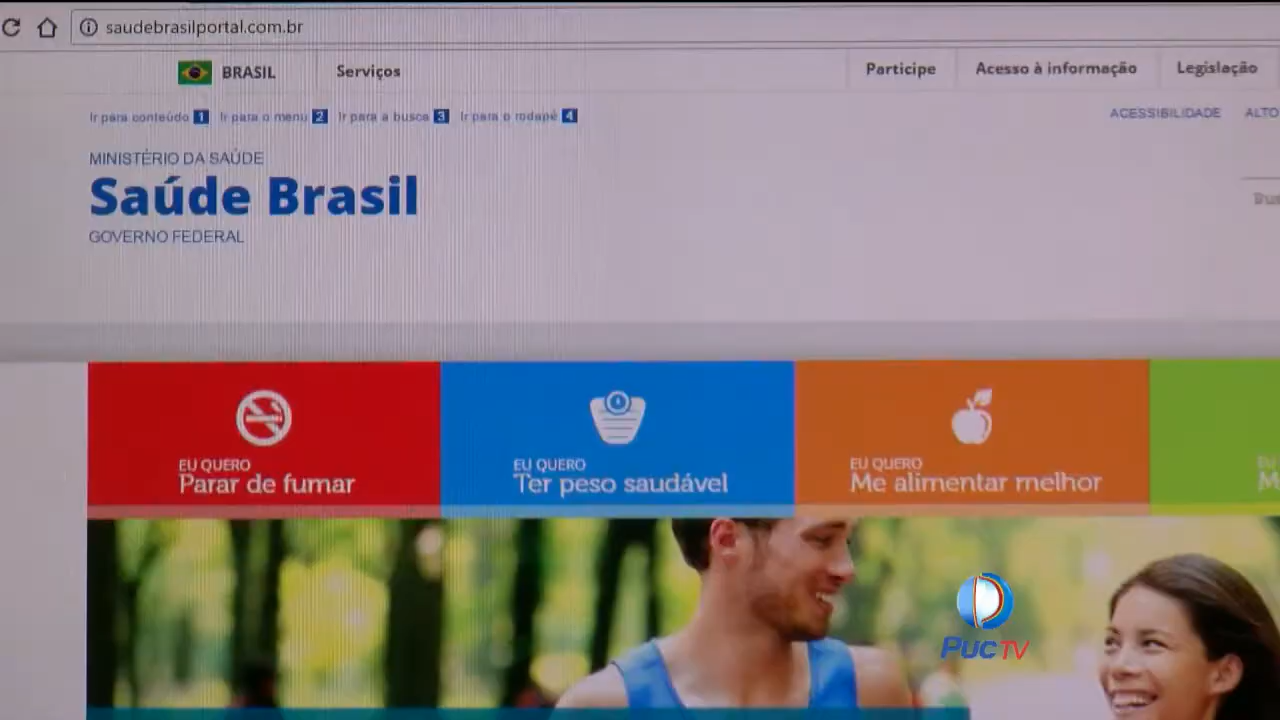 saudebrasilportal.com.br
BRASIL Serviços Participe Acesso à informação Legislação
Ir para conteúdo 1 Ir para o menu 2 Ir para a busca 3 Ir para o rodapé 4 ACESSIBILIDADE ALTO
MINISTÉRIO DA SAÚDE
Saúde Brasil
GOVERNO FEDERAL
EU QUERO
Parar de fumar
EU QUERO
Ter peso saudável
EU QUERO
Me alimentar melhor
PUCTV